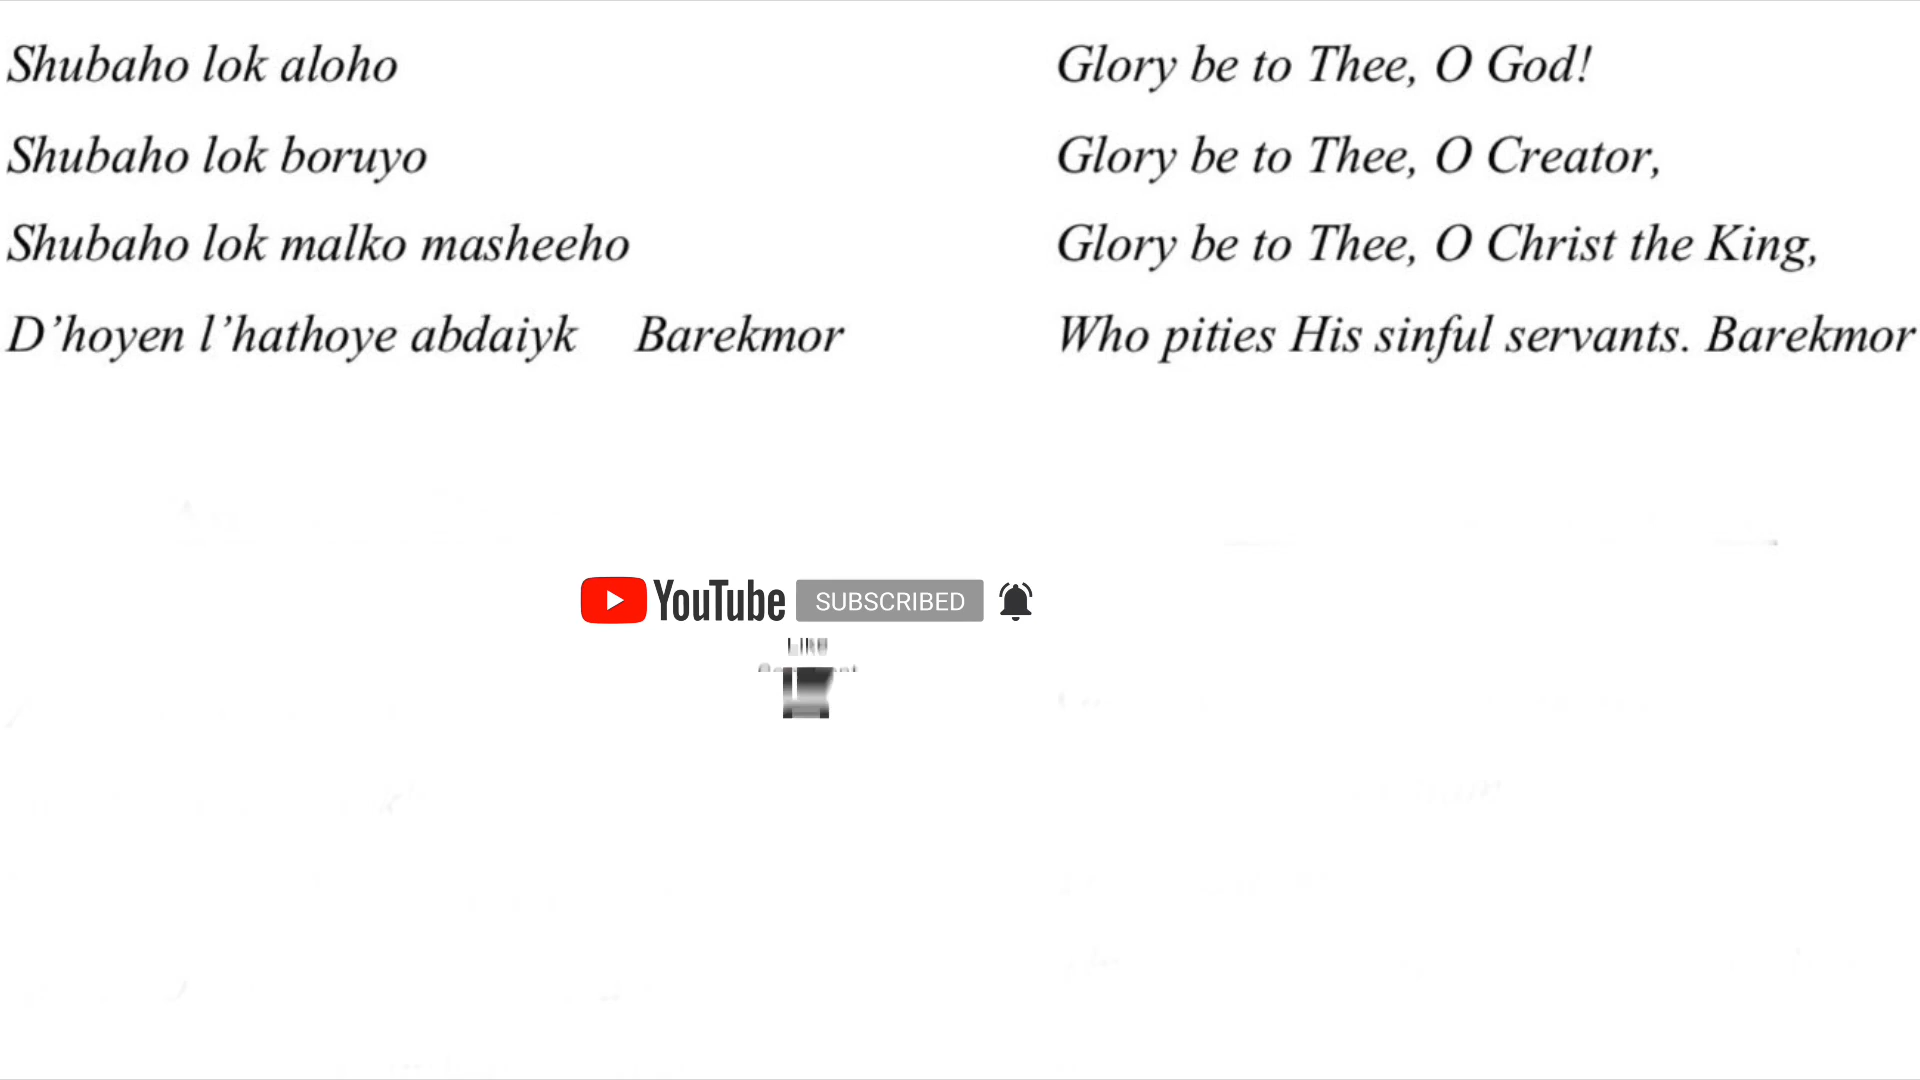 Shubaho lok aloho
Shubaho lok boruyo
Shubaho lok malko masheeho
D’hoyen l’hathoye abdaiyk Barekmor
Glory be to Thee, O God!
Glory be to Thee, O Creator,
Glory be to Thee, O Christ the King,
Who pities His sinful servants. Barekmor
YouTube SUBSCRIBED